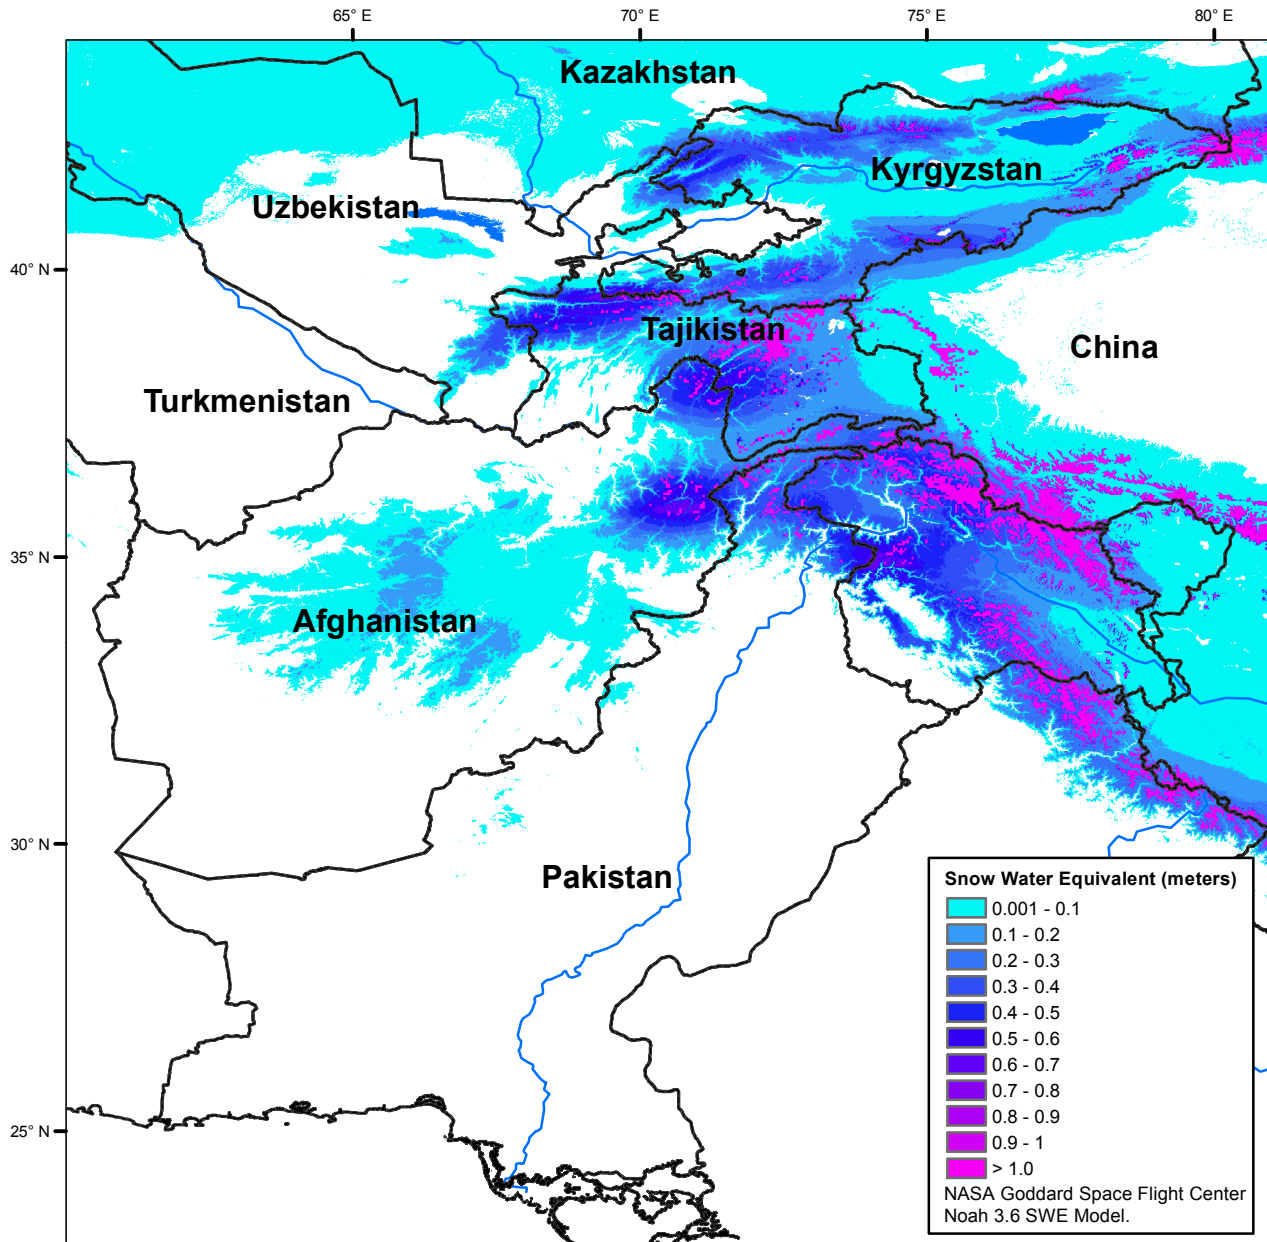 65° E
70° E
75° E
80° E
Kazakhstan
Kyrgyzstan
Uzbekistan
40° N
Tajikistan
China
Turkmenistan
35° N
Afghanistan
30° N
Pakistan
25° N
Snow Water Equivalent (meters)
0.001 - 0.1
0.1 - 0.2
0.2 - 0.3
0.3 - 0.4
0.4 - 0.5
0.5 - 0.6
0.6 - 0.7
0.7 - 0.8
0.8 - 0.9
0.9 - 1
> 1.0
NASA Goddard Space Flight Center
Noah 3.6 SWE Model.